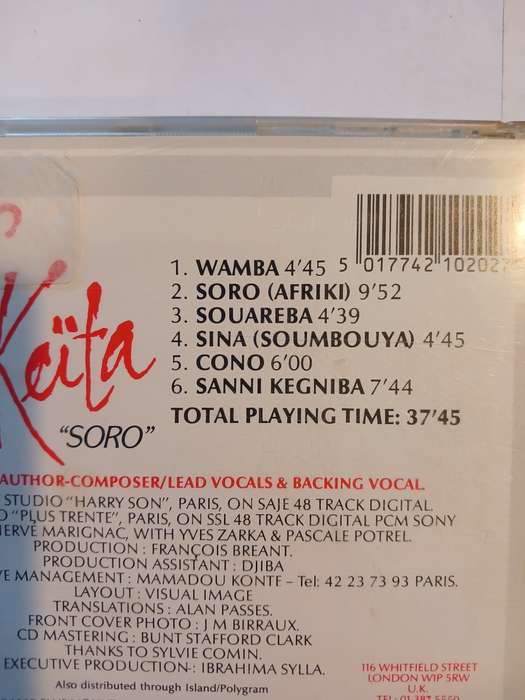 1. WAMBA 4'45
5 017742 102027
2. SORO (AFRIKI) 9'52
3. SOUAREBA 4'39
4. SINA (SOUMBOUYA) 4'45
5. CONO 6'00
6. SANNI KEGNIBA 7'44
TOTAL PLAYING TIME: 37'45
Keïta
"SORO"
AUTHOR-COMPOSER/LEAD VOCALS & BACKING VOCAL.
STUDIO "HARRY SON", PARIS, ON SAJE 48 TRACK DIGITAL.
"PLUS TRENTE", PARIS, ON SSL 48 TRACK DIGITAL PCM SONY
HERVÉ MARIGNAC, WITH YVES ZARKA & PASCALE POTREL.
PRODUCTION : FRANÇOIS BREANT.
PRODUCTION ASSISTANT : DJIBA
MANAGEMENT : MAMADOU KONTE – Tel: 42 23 73 93 PARIS.
LAYOUT : VISUAL IMAGE
TRANSLATIONS : ALAN PASSES.
FRONT COVER PHOTO : J M BIRRAUX.
CD MASTERING : BUNT STAFFORD CLARK
THANKS TO SYLVIE COMIN.
EXECUTIVE PRODUCTION-: IBRAHIMA SYLLA.
Also distributed through Island/Polygram
116 WHITFIELD STREET
LONDON W1P 5RW
U.K.